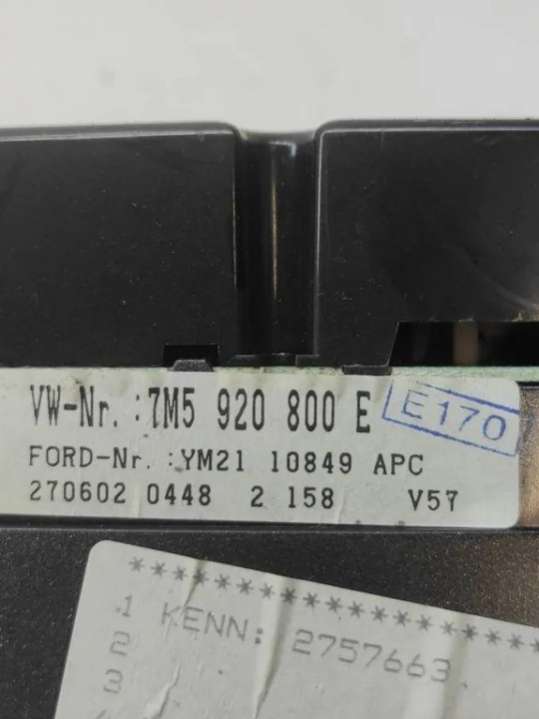 VW-Nr. :7M5 920 800 E
E170
FORD-Nr. :YM21 10849 APC
270602 0448 2 158 V57
*************************
1 KENN: 2757663
2
3